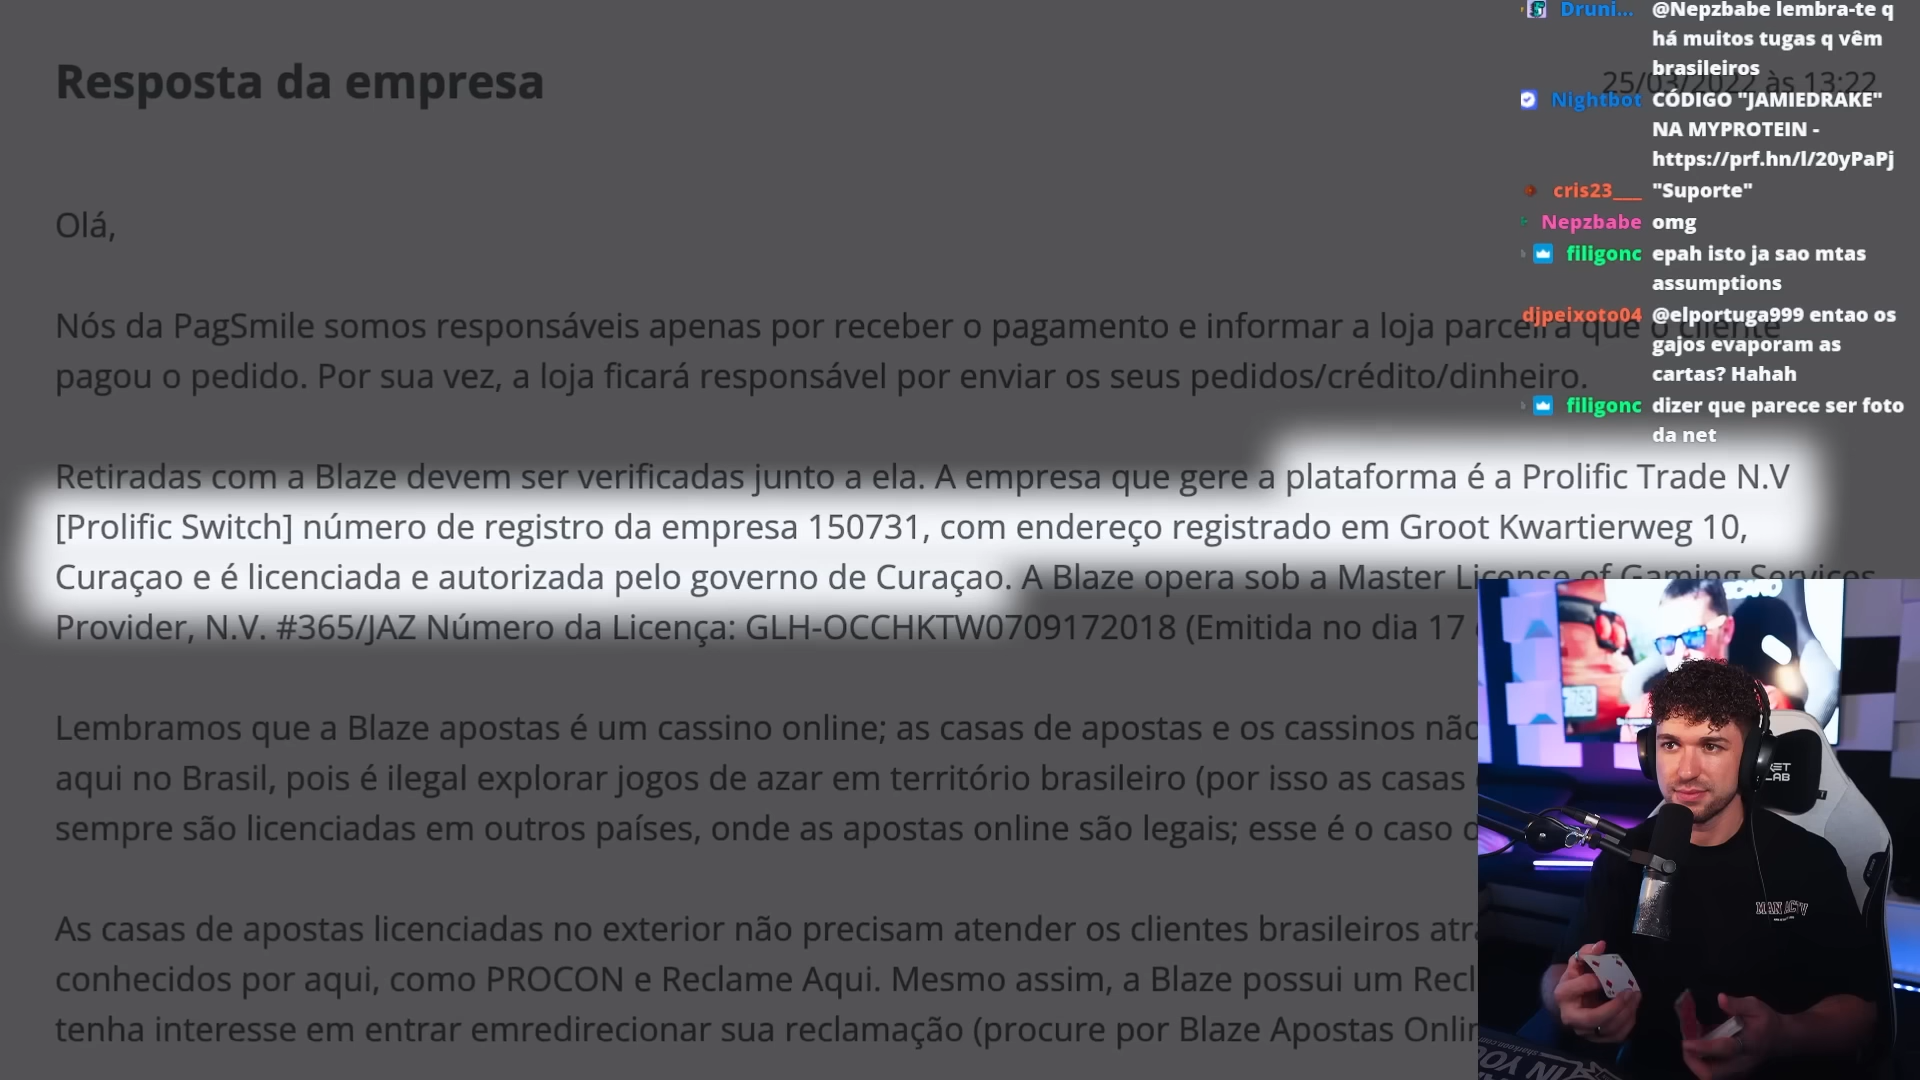 Resposta da empresa
25/03/2022 às 13:22
Olá,
Nós da PagSmile somos responsáveis apenas por receber o pagamento e informar a loja parceira que o cliente
pagou o pedido. Por sua vez, a loja ficará responsável por enviar os seus pedidos/crédito/dinheiro.
Retiradas com a Blaze devem ser verificadas junto a ela. A empresa que gere a plataforma é a Prolific Trade N.V
[Prolific Switch] número de registro da empresa 150731, com endereço registrado em Groot Kwartierweg 10,
Curaçao e é licenciada e autorizada pelo governo de Curaçao. A Blaze opera sob a Master License of Gaming Services
Provider, N.V. #365/JAZ Número da Licença: GLH-OCCHKTW0709172018 (Emitida no dia 17
Lembramos que a Blaze apostas é um cassino online; as casas de apostas e os cassinos não
aqui no Brasil, pois é ilegal explorar jogos de azar em território brasileiro (por isso as casas
sempre são licenciadas em outros países, onde as apostas online são legais; esse é o caso
As casas de apostas licenciadas no exterior não precisam atender os clientes brasileiros
conhecidos por aqui, como PROCON e Reclame Aqui. Mesmo assim, a Blaze possui um
tenha interesse em entrar emredirecionar sua reclamação (procure por Blaze Apostas
Druni... @Nepzbabe lembra-te q
há muitos tugas q vêm
brasileiros
Nightbot CÓDIGO "JAMIEDRAKE"
NA MYPROTEIN -
https://prf.hn/l/20yPaPj
cris23___ "Suporte"
Nepzbabe omg
filigonc epah isto ja sao mtas
assumptions
djpeixoto04 @elportuga999 entao os
gajos evaporam as
cartas? Hahah
filigonc dizer que parece ser foto
da net